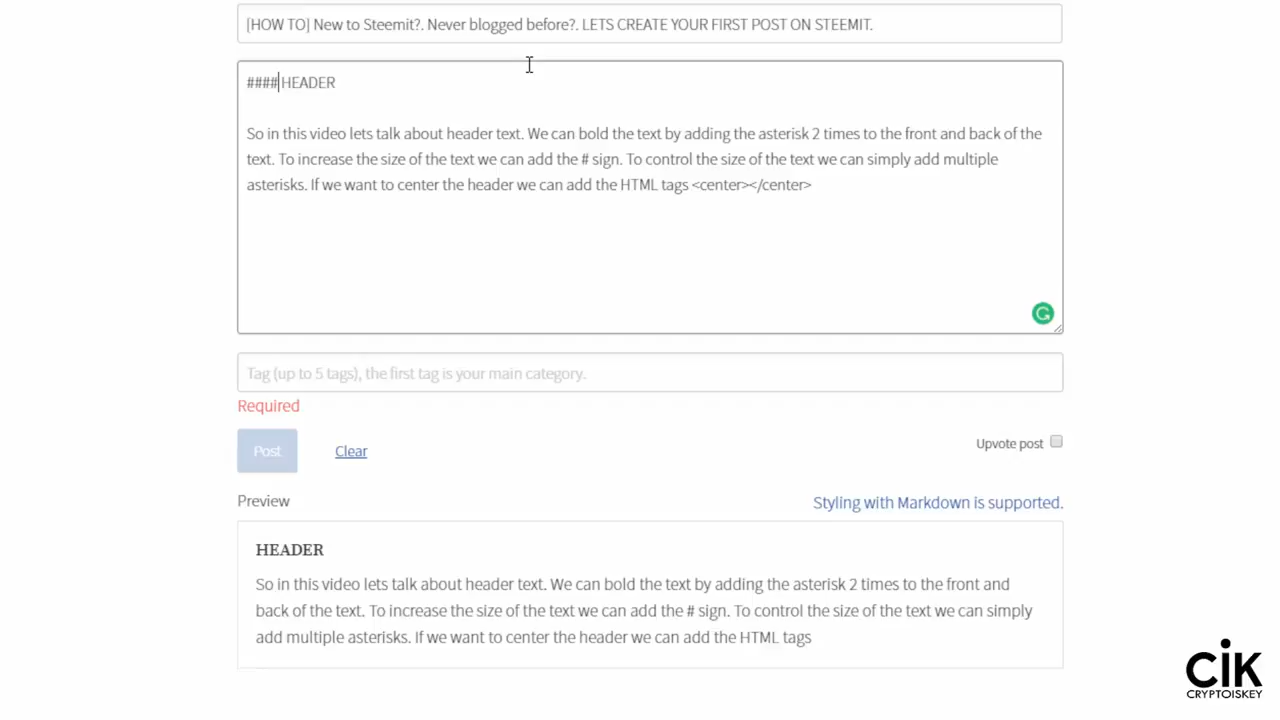 [HOW TO] New to Steemit?. Never blogged before?. LETS CREATE YOUR FIRST POST ON STEEMIT.
####HEADER
So in this video lets talk about header text. We can bold the text by adding the asterisk 2 times to the front and back of the
text. To increase the size of the text we can add the # sign. To control the size of the text we can simply add multiple
asterisks. If we want to center the header we can add the HTML tags <center></center>
Tag (up to 5 tags), the first tag is your main category.
Required
Post
Clear
Upvote post
Preview
Styling with Markdown is supported.
HEADER
So in this video lets talk about header text. We can bold the text by adding the asterisk 2 times to the front and
back of the text. To increase the size of the text we can add the # sign. To control the size of the text we can simply
add multiple asterisks. If we want to center the header we can add the HTML tags
CiK
CRYPTOISKEY